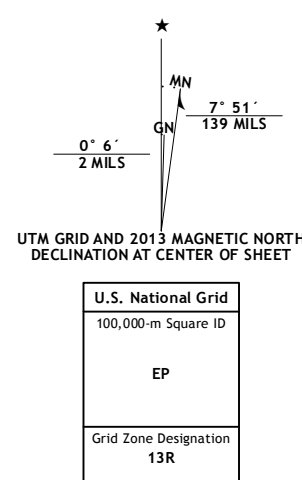 ★
MN
GN
7° 51´
139 MILS
0° 6´
2 MILS
UTM GRID AND 2013 MAGNETIC NORTH
DECLINATION AT CENTER OF SHEET
U.S. National Grid
100,000-m Square ID
EP
Grid Zone Designation
13R